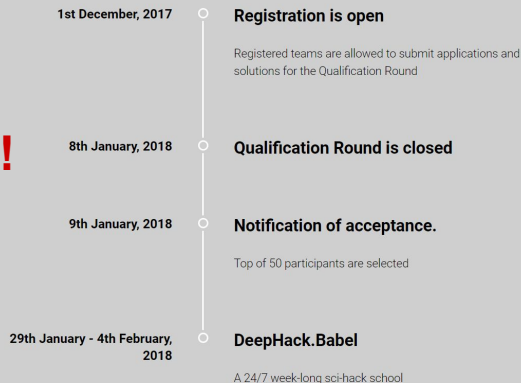 1st December, 2017
Registration is open
Registered teams are allowed to submit applications and
solutions for the Qualification Round
!
8th January, 2018
Qualification Round is closed
9th January, 2018
Notification of acceptance.
Top of 50 participants are selected
29th January - 4th February,
2018
DeepHack.Babel
A 24/7 week-long sci-hack school